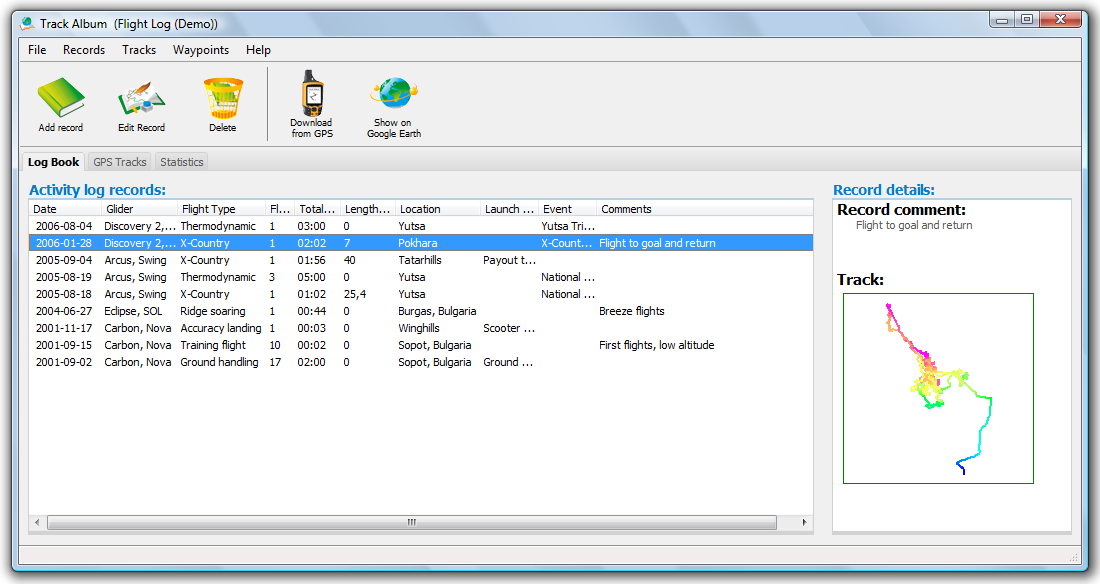 Track Album (Flight Log (Demo))
File Records Tracks Waypoints Help
Add record Edit Record Delete Download from GPS Show on Google Earth
Log Book GPS Tracks Statistics
Activity log records:
Date Glider Flight Type Fl... Total... Length... Location Launch ... Event Comments
2006-08-04 Discovery 2,... Thermodynamic 1 03:00 0 Yutsa Yutsa Tri...
2006-01-28 Discovery 2,... X-Country 1 02:02 7 Pokhara X-Count... Flight to goal and return
2005-09-04 Arcus, Swing X-Country 1 01:56 40 Tatarhills Payout t...
2005-08-19 Arcus, Swing Thermodynamic 3 05:00 0 Yutsa National ...
2005-08-18 Arcus, Swing X-Country 1 01:02 25,4 Yutsa National ...
2004-06-27 Eclipse, SOL Ridge soaring 1 00:44 0 Burgas, Bulgaria Breeze flights
2001-11-17 Carbon, Nova Accuracy landing 1 00:03 0 Winghills Scooter ...
2001-09-15 Carbon, Nova Training flight 10 00:02 0 Sopot, Bulgaria First flights, low altitude
2001-09-02 Carbon, Nova Ground handling 17 02:00 0 Sopot, Bulgaria Ground ...
Record details:
Record comment:
Flight to goal and return
Track: